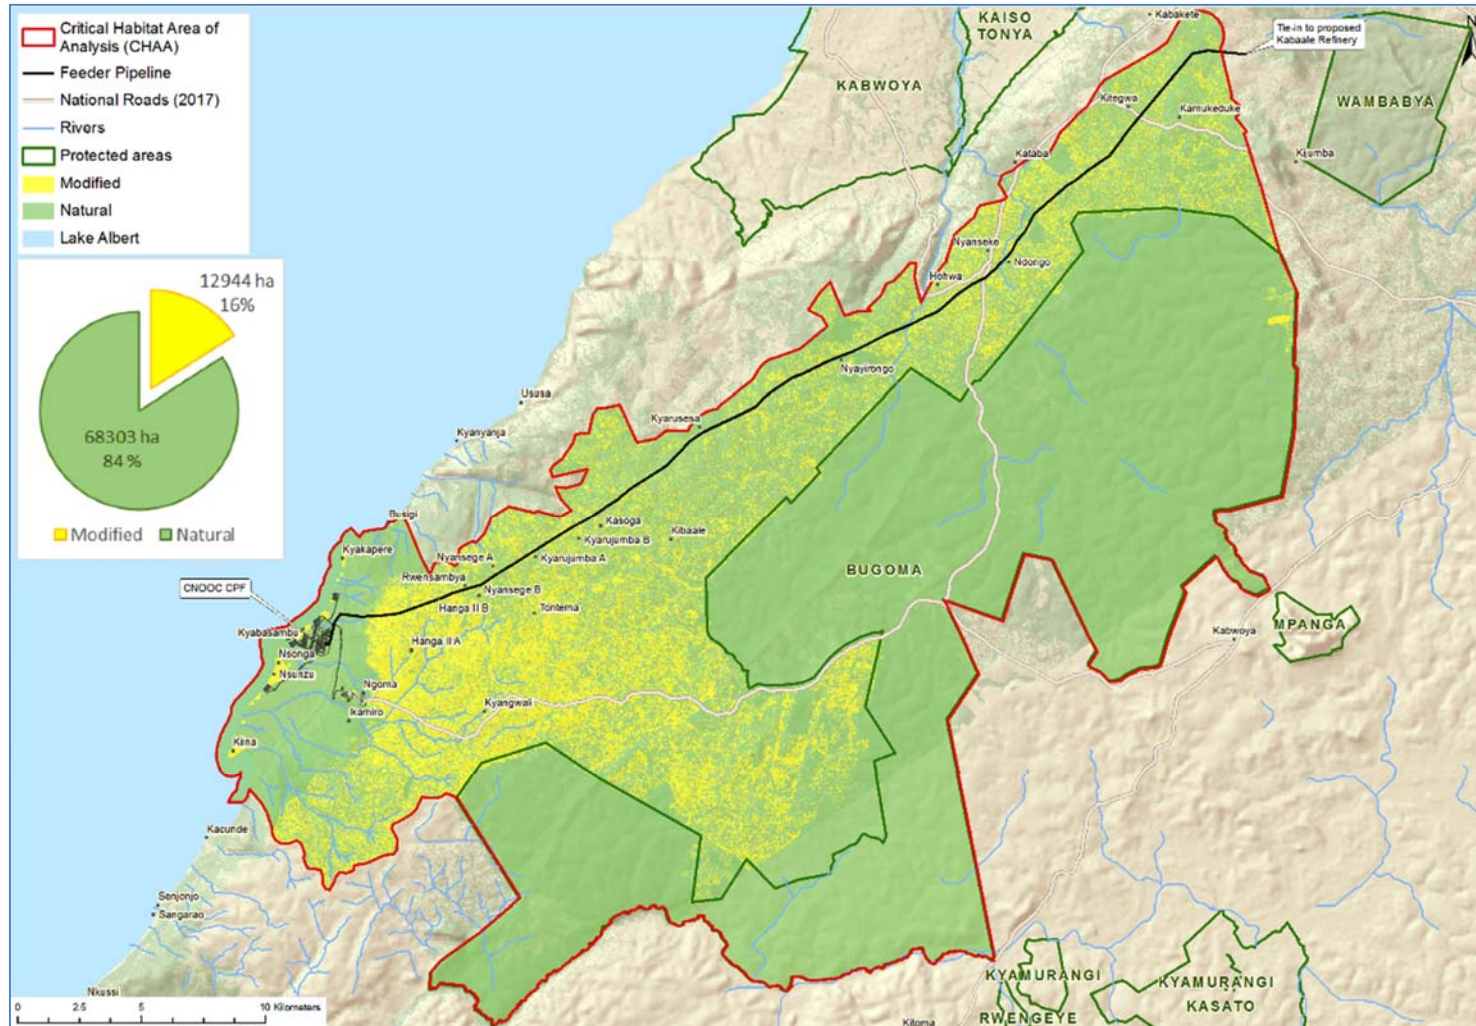 Critical Habitat Area of
Analysis (CHAA)
Feeder Pipeline
National Roads (2017)
Rivers
Protected areas
Modified
Natural
Lake Albert
12944 ha
16%
68303 ha
84 %
Modified
Natural
Kabakete
KAISO
TONYA
Tie-in to proposed
Kabaale Refinery
N
KABWOYA
WAMBABYA
Kitegwa
Kamukeduke
Kataba
Kijumba
Nyanseke
Ndongo
Hohwa
Nyayirongo
Ususa
Kyarusesa
Kyanyanja
Busigi
Kasoga
Kyarujumba B
Kibaale
Kyakapere
Nyansege A
Kyarujumba A
BUGOMA
Rwensambya
CNOOC CPF
Nyansege B
Hanga II B
Tontema
MPANGA
Kyabasambu
Kabwoya
Hanga II A
Nsonga
Nsunzu
Ngoma
Ikamiro
Kyangwali
Kiina
Kacunde
Senjonjo
Sangarao
KYAMURANGI
KYAMURANGI
KASATO
Nkussi
0 2.5 5 10 Kilometers
RWENGEYE
Kitoma